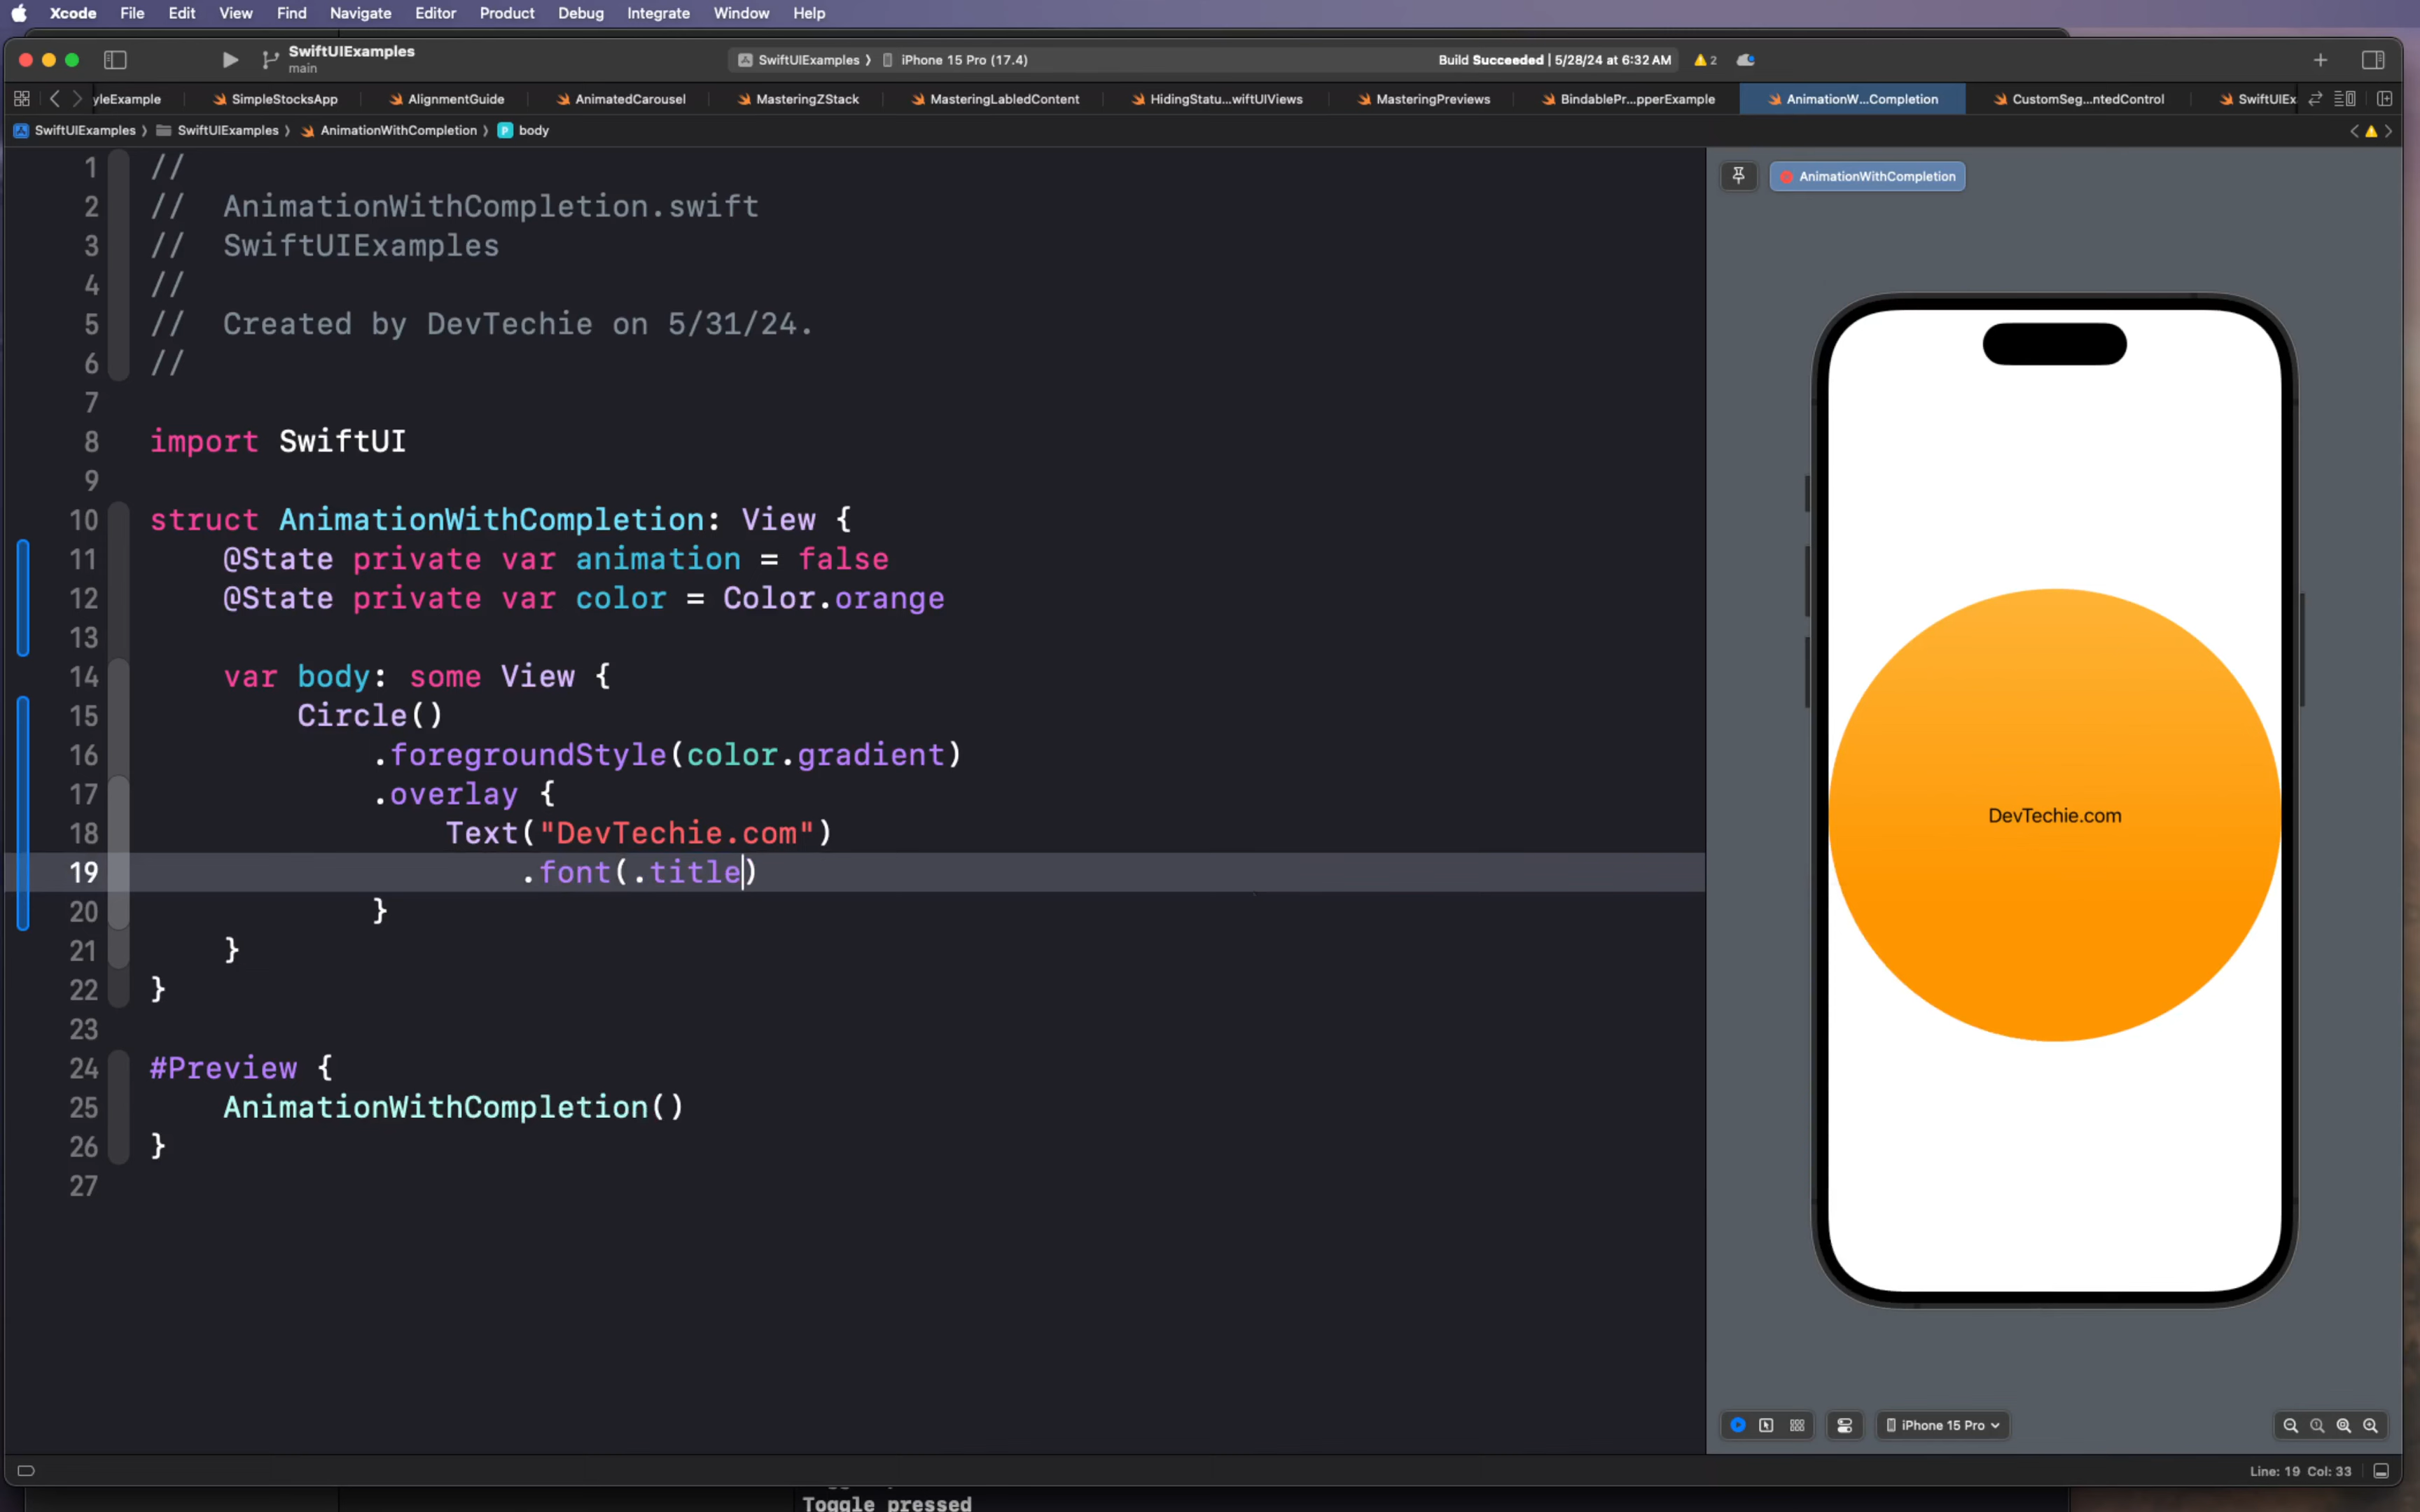 Xcode File Edit View Find Navigate Editor Product Debug Integrate Window Help
SwiftUIExamples
main
SwiftUIExamples 〉 iPhone 15 Pro (17.4)
Build Succeeded | 5/28/24 at 6:32 AM
2
yleExample SimpleStocksApp AlignmentGuide AnimatedCarousel MasteringZStack MasteringLabledContent HidingStatu...wiftUIViews MasteringPreviews BindablePr...pperExample AnimationW...Completion CustomSeg...ntedControl SwiftUIEx
SwiftUIExamples 〉 SwiftUIExamples 〉 AnimationWithCompletion 〉 P body
1 //
2 //  AnimationWithCompletion.swift
3 //  SwiftUIExamples
4 //
5 //  Created by DevTechie on 5/31/24.
6 //
7
8 import SwiftUI
9
10 struct AnimationWithCompletion: View {
11     @State private var animation = false
12     @State private var color = Color.orange
13
14     var body: some View {
15         Circle()
16             .foregroundStyle(color.gradient)
17             .overlay {
18                 Text("DevTechie.com")
19                     .font(.title)
20             }
21     }
22 }
23
24 #Preview {
25     AnimationWithCompletion()
26 }
27
AnimationWithCompletion
DevTechie.com
iPhone 15 Pro
Line: 19 Col: 33
Toggle pressed